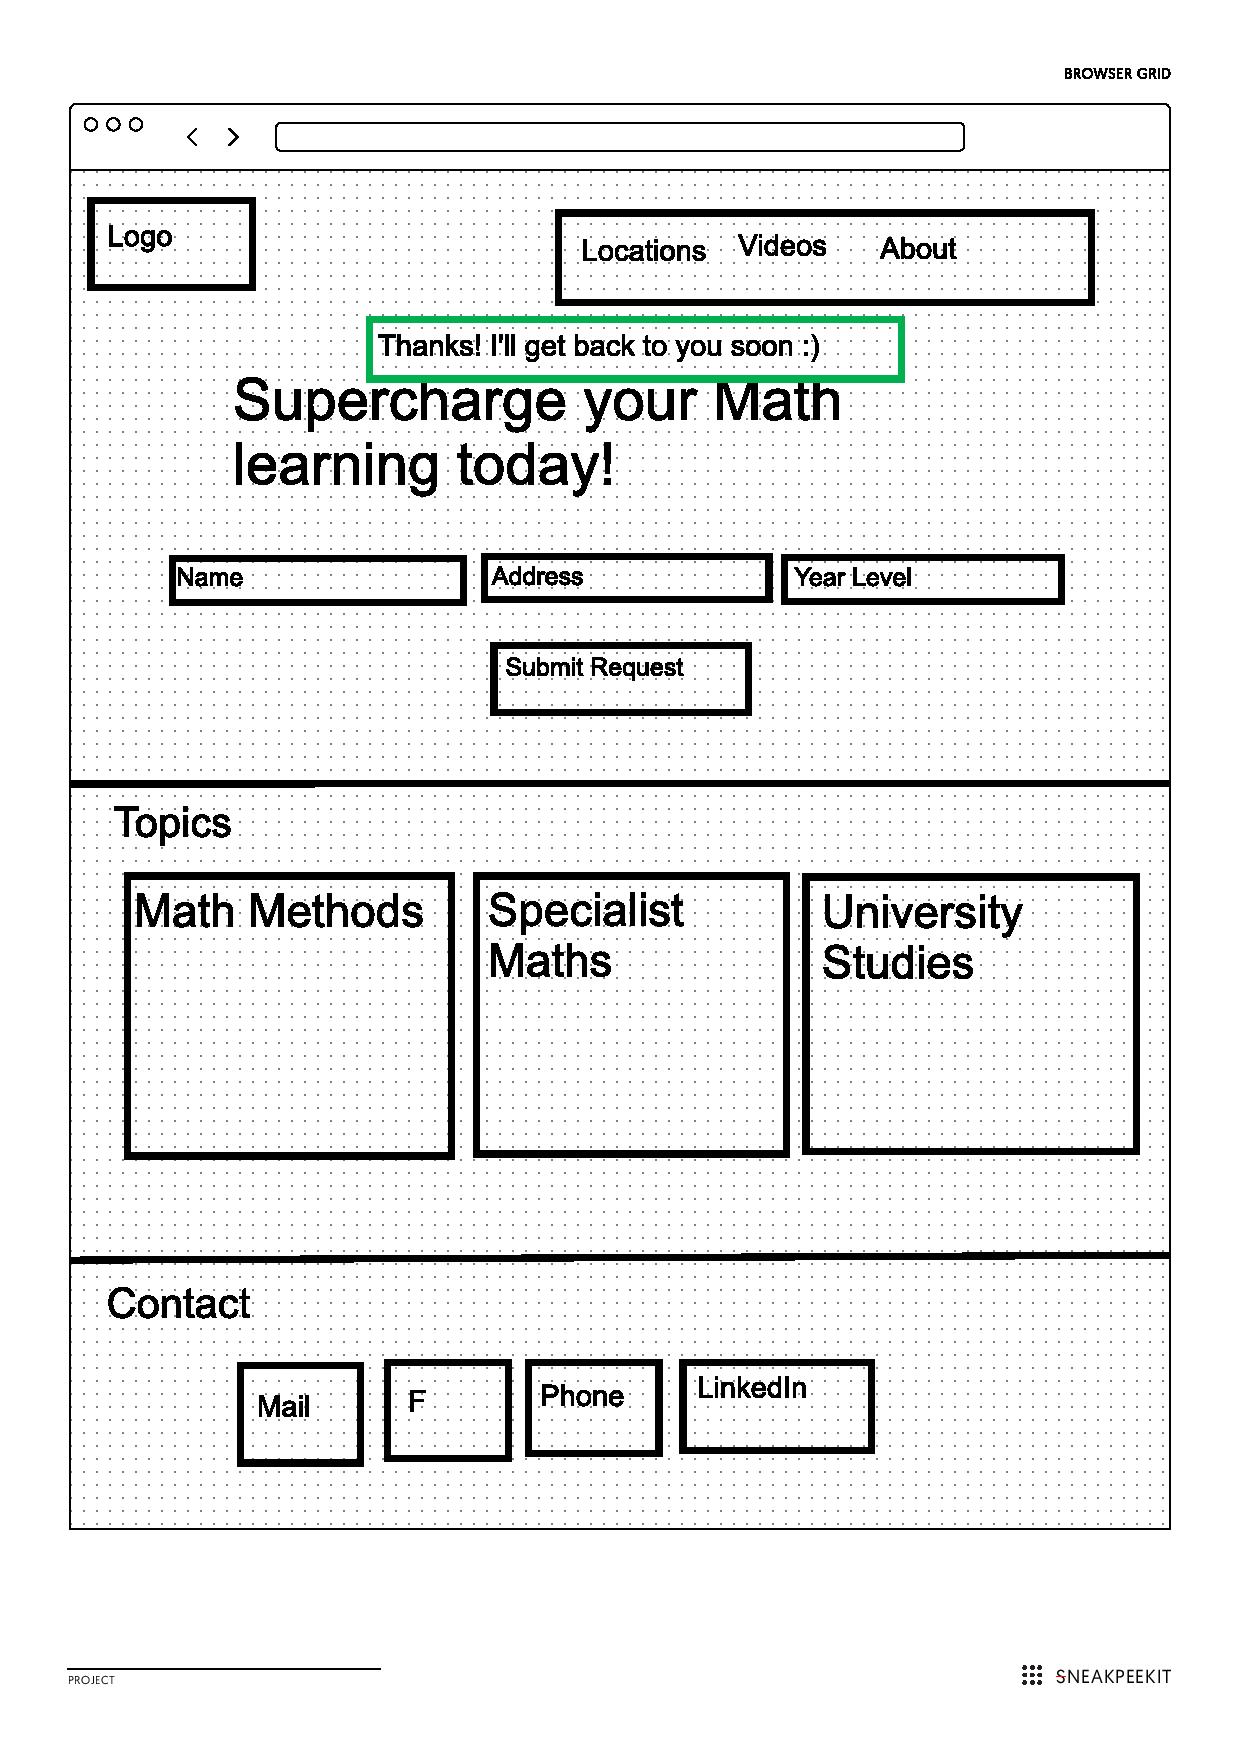 BROWSER GRID
Logo
Locations Videos About
Thanks! I'll get back to you soon :)
Supercharge your Math
learning today!
Name Address Year Level
Submit Request
Topics
Math Methods
Specialist
Maths
University
Studies
Contact
Mail F Phone LinkedIn
PROJECT
SNEAKPEEKIT